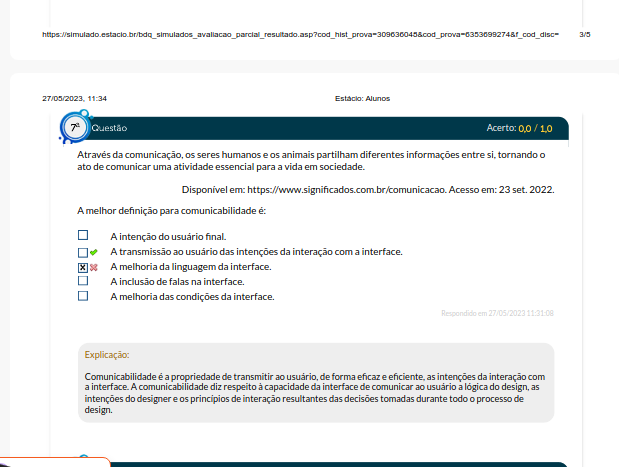 https://simulado.estacio.br/bdq_simulados_avaliacao_parcial_resultado.asp?cod_hist_prova=309636048&cod_prova=6353699274&f_cod_disc= 3/5
27/05/2023, 11:34 Estácio: Alunos
7ª Questão Acerto: 0,0 / 1,0
Através da comunicação, os seres humanos e os animais partilham diferentes informações entre si, tornando o
ato de comunicar uma atividade essencial para a vida em sociedade.
Disponível em: https://www.significados.com.br/comunicacao. Acesso em: 23 set. 2022.
A melhor definição para comunicabilidade é:
A intenção do usuário final.
A transmissão ao usuário das intenções da interação com a interface.
A melhoria da linguagem da interface.
A inclusão de falas na interface.
A melhoria das condições da interface.
Respondido em 27/05/2023 11:31:08
Explicação:
Comunicabilidade é a propriedade de transmitir ao usuário, de forma eficaz e eficiente, as intenções da interação com
a interface. A comunicabilidade diz respeito à capacidade da interface de comunicar ao usuário a lógica do design, as
intenções do designer e os princípios de interação resultantes das decisões tomadas durante todo o processo de
design.